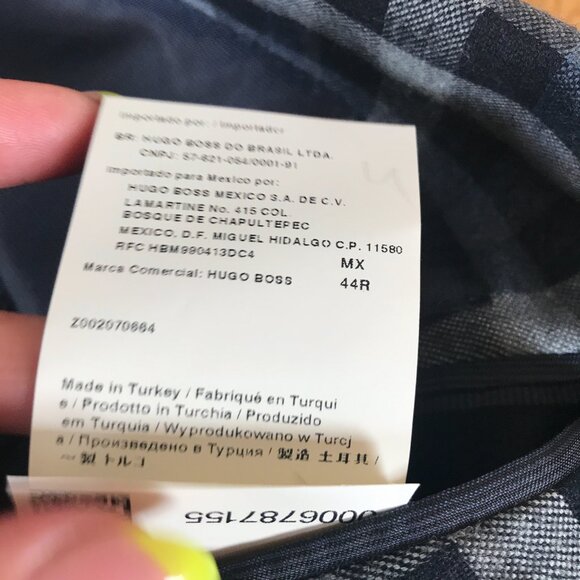 Importado por: / Importador
BR: HUGO BOSS DO BRASIL LTDA.
CNPJ: 57-621-054/0001-91
Importado para Mexico por:
HUGO BOSS MEXICO S.A. DE C.V.
LAMARTINE No. 415 COL.
BOSQUE DE CHAPULTEPEC
MEXICO, D.F. MIGUEL HIDALGO C.P. 11580
RFC HBM990413DC4 MX
Marca Comercial: HUGO BOSS 44R
Z002070664
Made in Turkey / Fabriqué en Turqui
e / Prodotto in Turchia / Produzido
em Turquia / Wyprodukowano w Turcj
a / Произведено в Турция / 製造 土耳其 /
～製 トルコ
0006787155